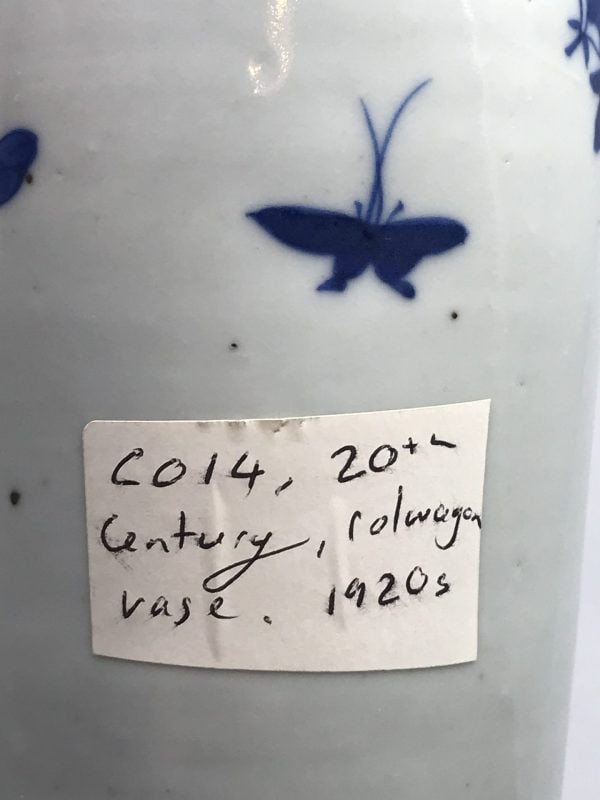 C014, 20th
Century, rolwagon
vase. 1920s